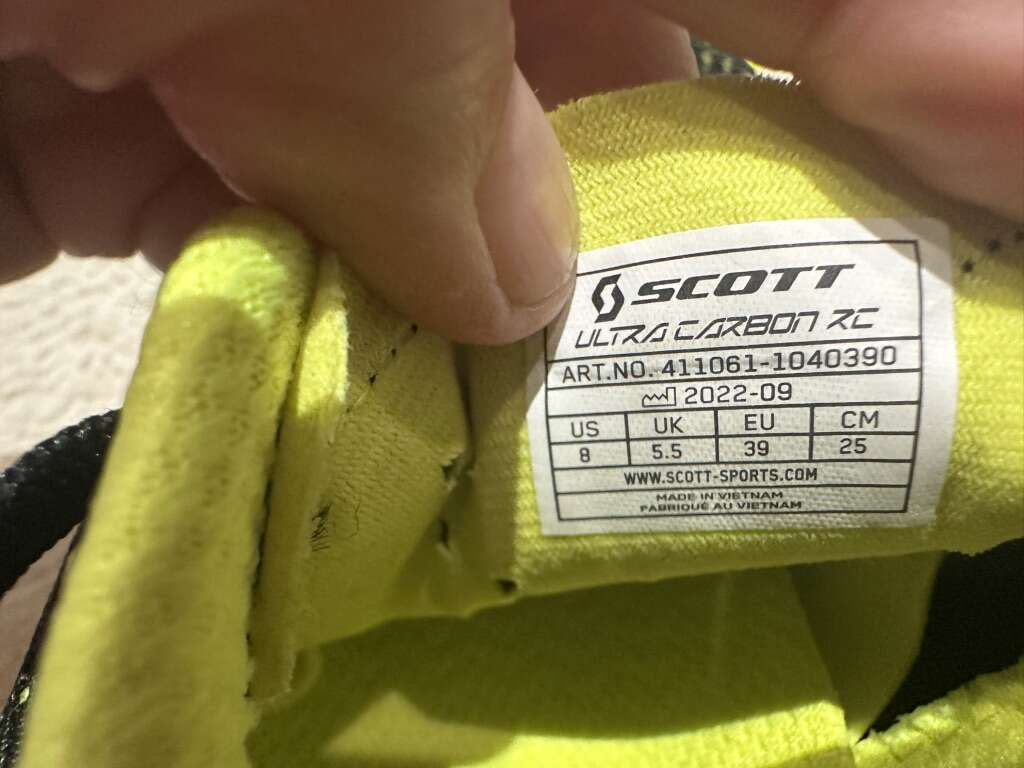 SCOTT
ULTRA CARBON RC
ART.NO. 411061-1040390
2022-09
US UK EU CM
8 5.5 39 25
WWW.SCOTT-SPORTS.COM
MADE IN VIETNAM
FABRIQUÉ AU VIETNAM